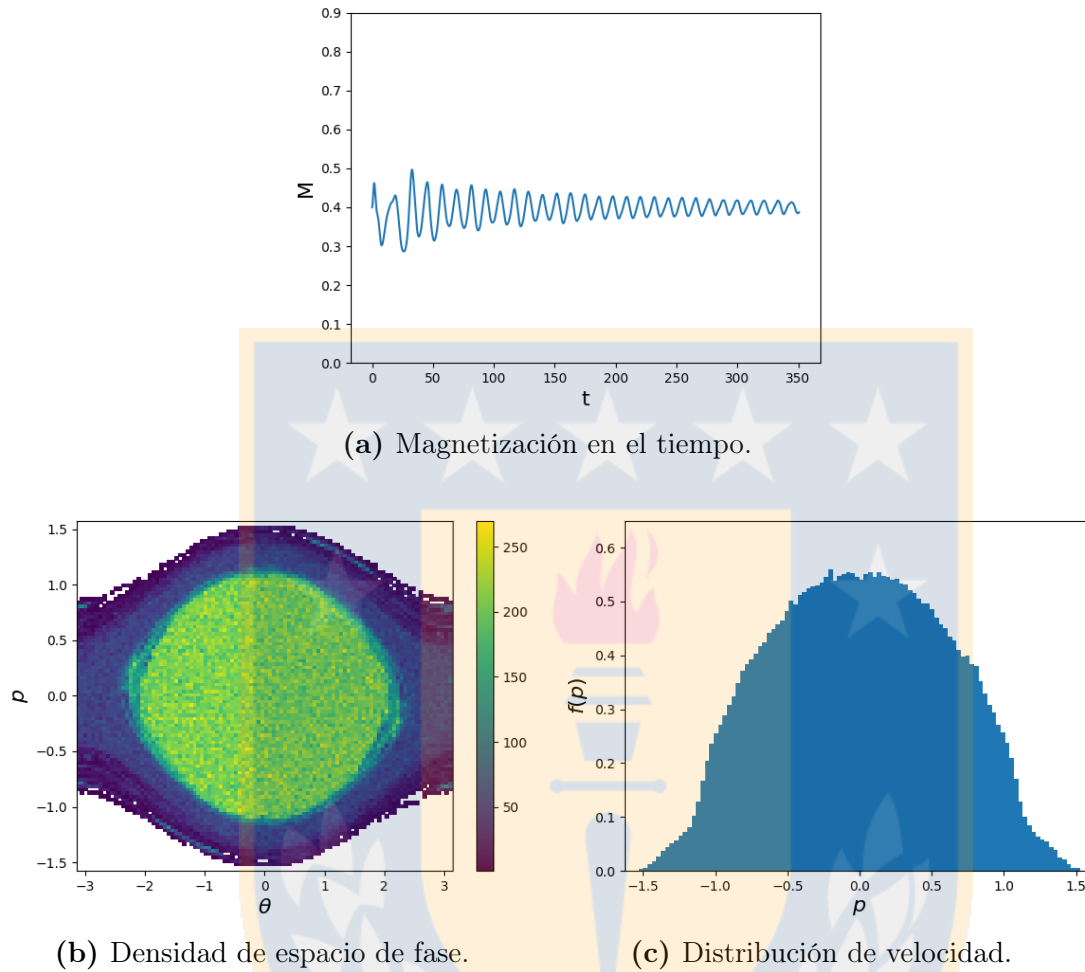 0.9
0.8
0.7
0.6
0.5
0.4
0.3
0.2
0.1
0.0
M
0 50 100 150 200 250 300 350
t
(a) Magnetización en el tiempo.
1.5
1.0
0.5
0.0
−0.5
−1.0
−1.5
p
−3 −2 −1 0 1 2 3
θ
250
200
150
100
50
0.6
0.5
0.4
0.3
0.2
0.1
0.0
f(p)
−1.5 −1.0 −0.5 0.0 0.5 1.0 1.5
p
(b) Densidad de espacio de fase.
(c) Distribución de velocidad.